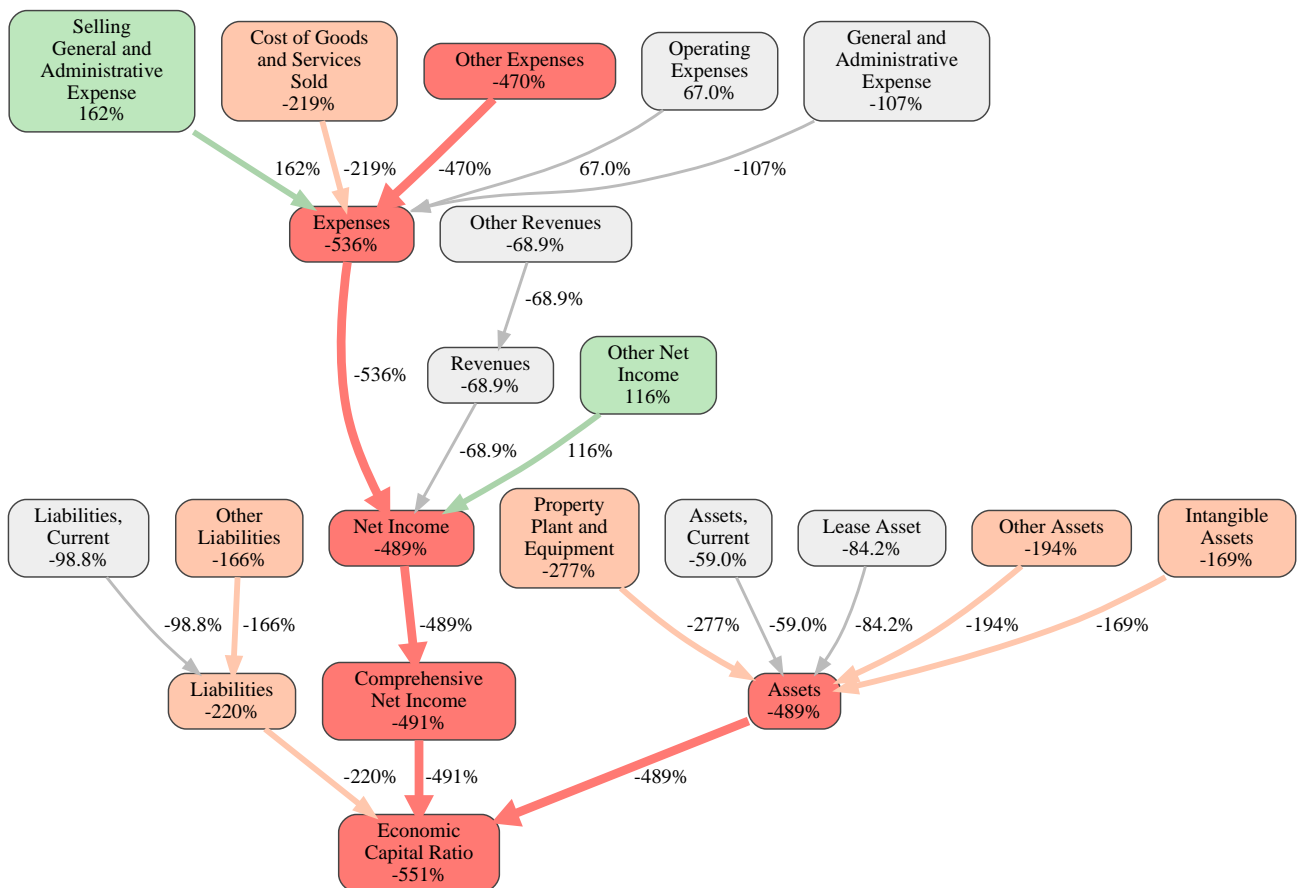 Selling
General and
Administrative
Expense
162%
Cost of Goods
and Services
Sold
-219%
Other Expenses
-470%
Operating
Expenses
67.0%
General and
Administrative
Expense
-107%
162%
-219%
-470%
67.0%
-107%
Expenses
-536%
Other Revenues
-68.9%
-68.9%
Revenues
-68.9%
Other Net
Income
116%
-536%
-68.9%
116%
Liabilities,
Current
-98.8%
Other
Liabilities
-166%
Net Income
-489%
Property
Plant and
Equipment
-277%
Assets,
Current
-59.0%
Lease Asset
-84.2%
Other Assets
-194%
Intangible
Assets
-169%
-98.8%
-166%
-489%
-277%
-59.0%
-84.2%
-194%
-169%
Liabilities
-220%
Comprehensive
Net Income
-491%
Assets
-489%
-220%
-491%
-489%
Economic
Capital Ratio
-551%